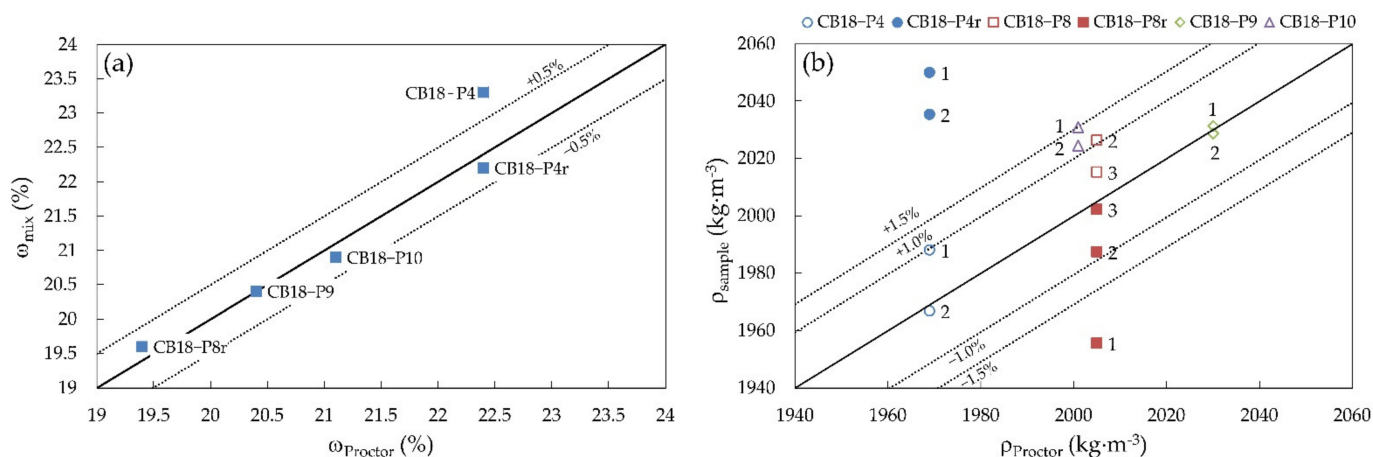 CB18–P4 CB18–P4r CB18–P8 CB18–P8r CB18–P9 CB18–P10
(a)
24
23.5
23
22.5
22
21.5
21
20.5
20
19.5
19
ω_mix (%)
+0.5%
−0.5%
CB18-P4
CB18–P4r
CB18–P10
CB18–P9
CB18–P8r
19 19.5 20 20.5 21 21.5 22 22.5 23 23.5 24
ω_Proctor (%)
(b)
2060
2040
2020
2000
1980
1960
1940
ρ_sample (kg·m⁻³)
1
2
1
2
1
2
2
3
3
2
1
1
2
+1.5%
+1.0%
−1.0%
−1.5%
1940 1960 1980 2000 2020 2040 2060
ρ_Proctor (kg·m⁻³)